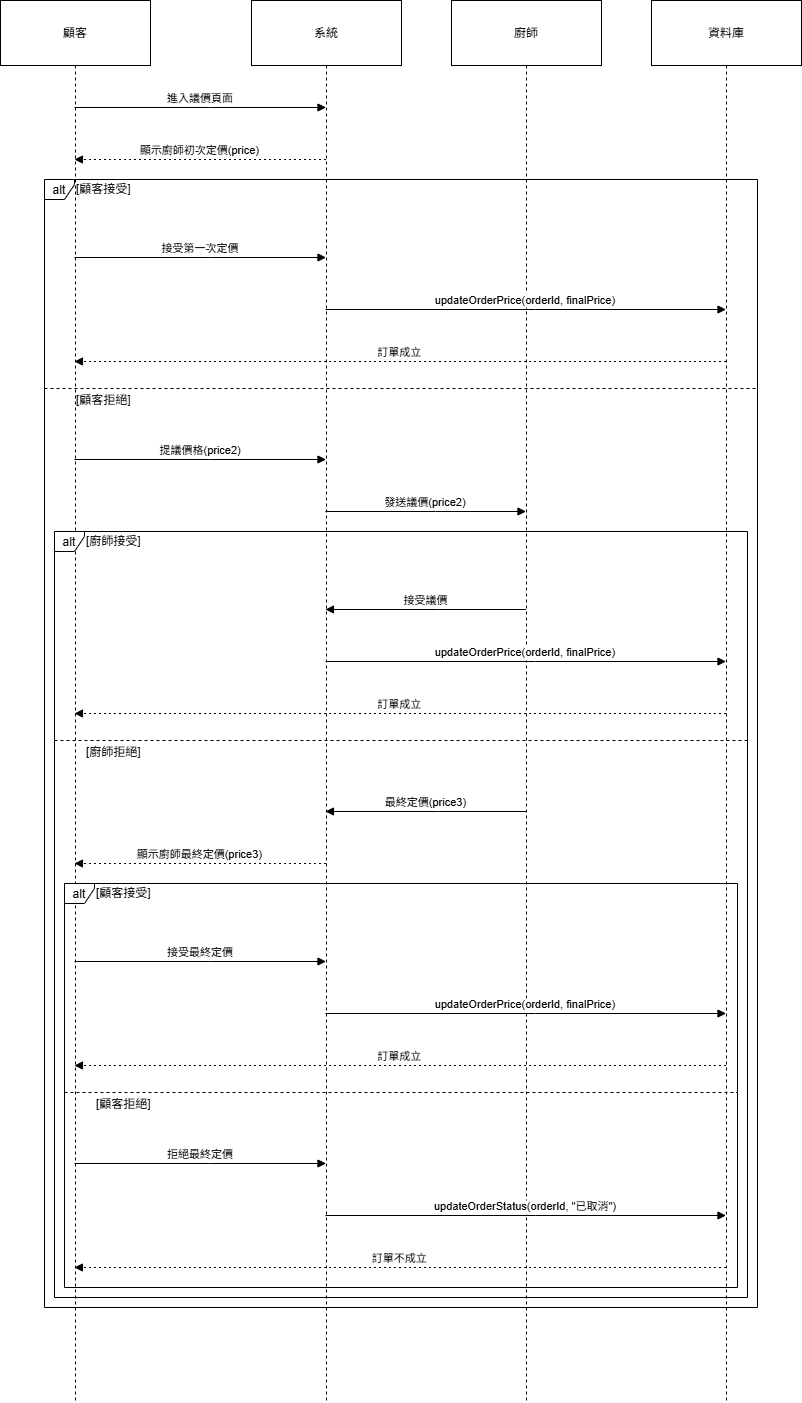 顧客
系統
廚師
資料庫
進入議價頁面
顯示廚師初次定價(price)
alt
[顧客接受]
接受第一次定價
updateOrderPrice(orderId, finalPrice)
訂單成立
[顧客拒絕]
提議價格(price2)
發送議價(price2)
alt
[廚師接受]
接受議價
updateOrderPrice(orderId, finalPrice)
訂單成立
[廚師拒絕]
最終定價(price3)
顯示廚師最終定價(price3)
alt
[顧客接受]
接受最終定價
updateOrderPrice(orderId, finalPrice)
訂單成立
[顧客拒絕]
拒絕最終定價
updateOrderStatus(orderId, "已取消")
訂單不成立